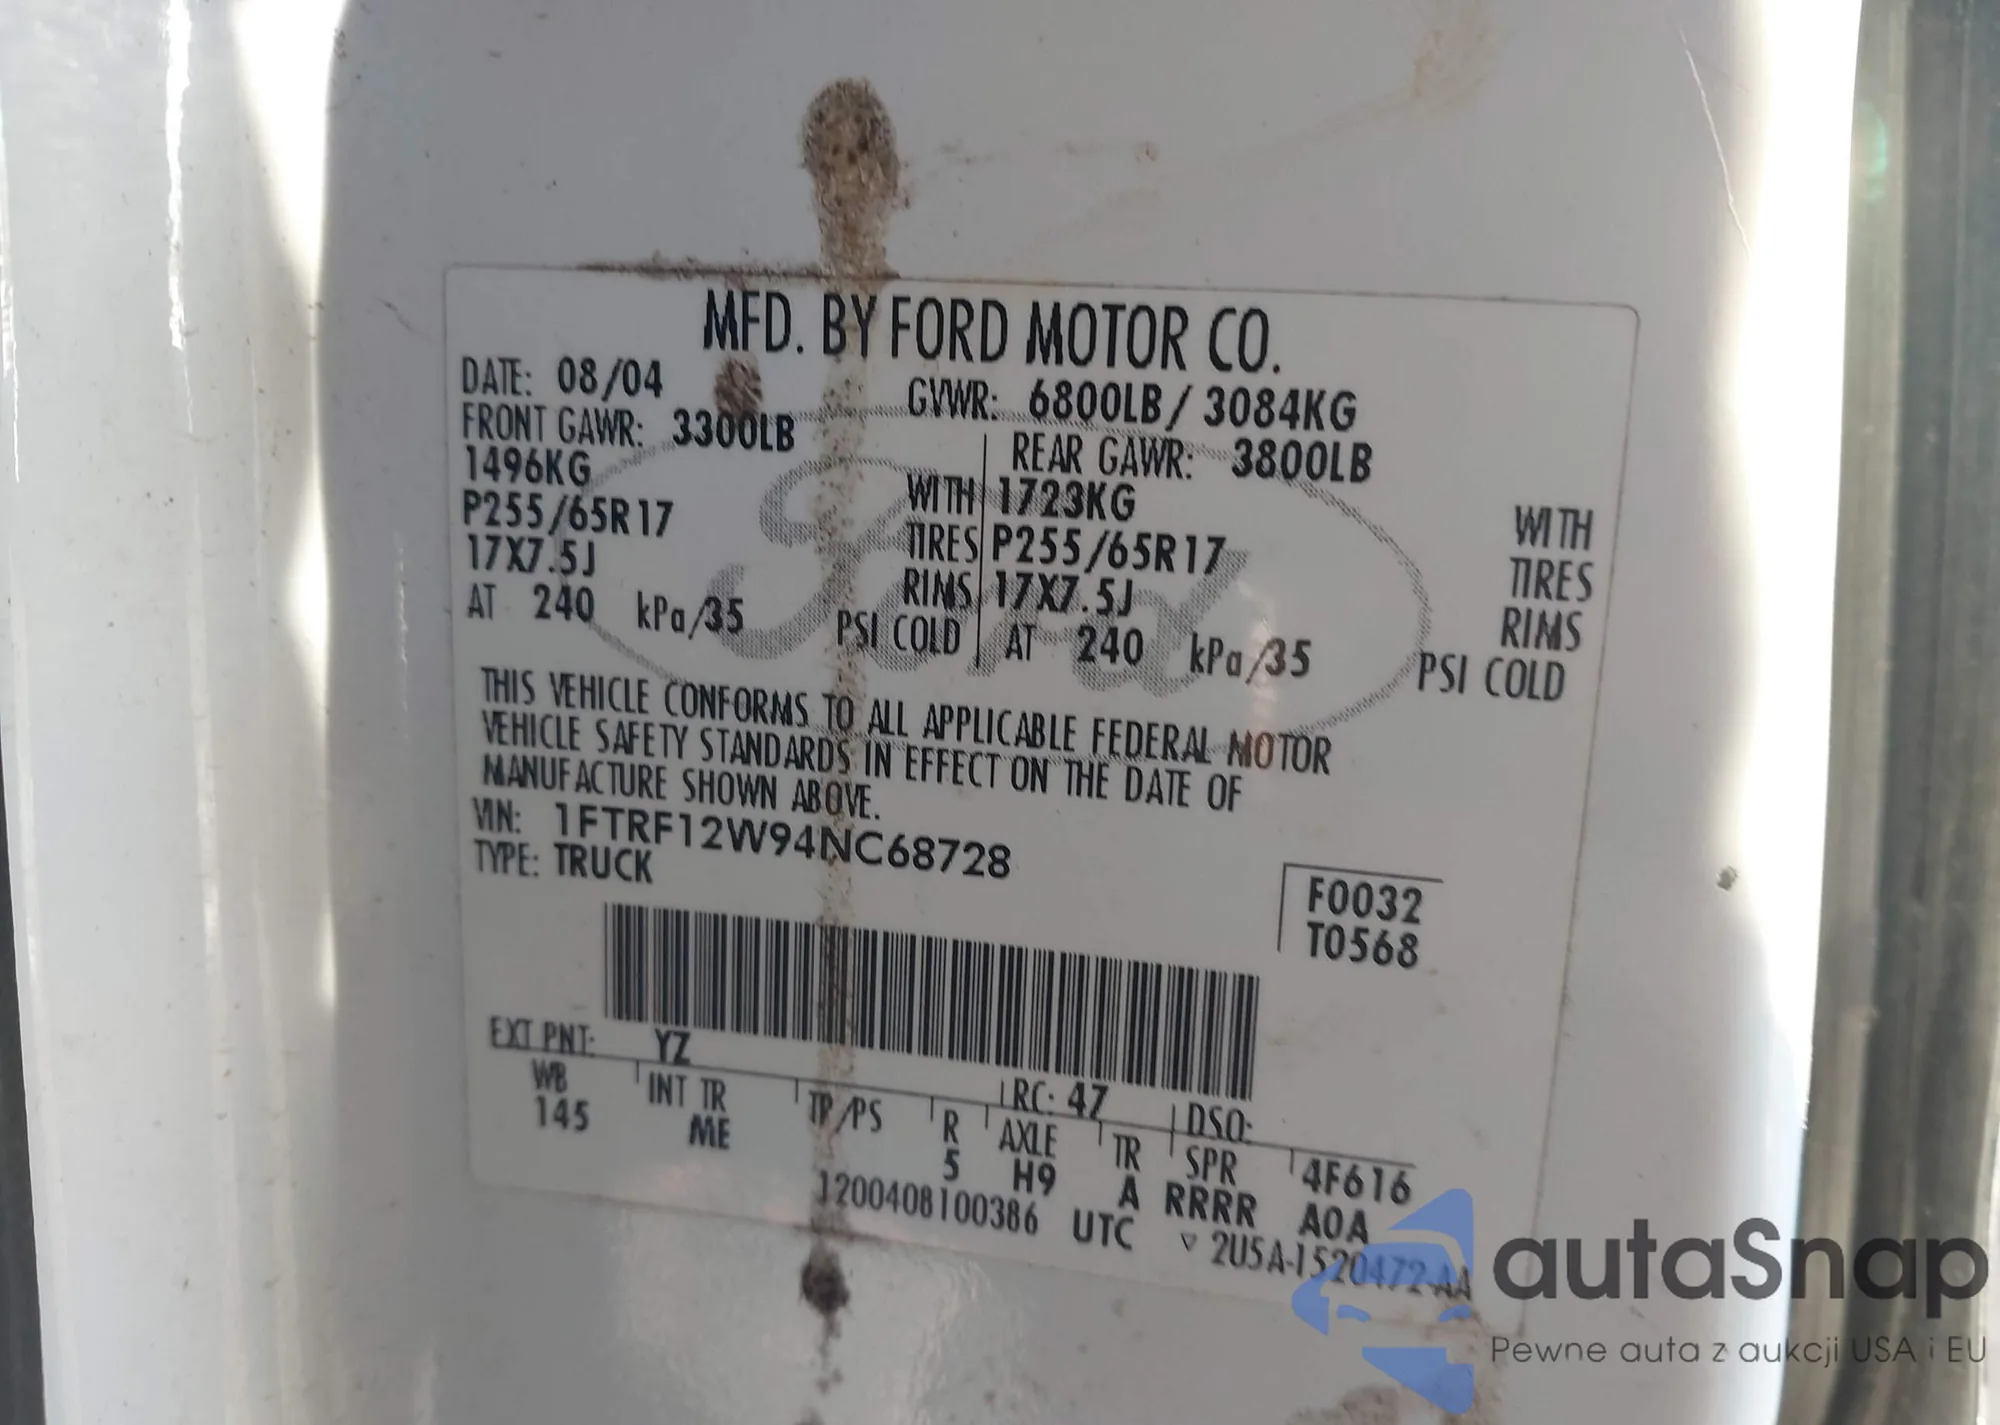 MFD. BY FORD MOTOR CO.
DATE: 08/04 GVWR: 6800LB/ 3084KG
FRONT GAWR: 3300LB REAR GAWR: 3800LB
1496KG WITH 1723KG WITH
P255/65R17 TIRES P255/65R17 TIRES
17X7.5J RIMS 17X7.5J RIMS
AT 240 kPa/35 PSI COLD AT 240 kPa/35 PSI COLD
THIS VEHICLE CONFORMS TO ALL APPLICABLE FEDERAL MOTOR
VEHICLE SAFETY STANDARDS IN EFFECT ON THE DATE OF
MANUFACTURE SHOWN ABOVE.
VIN: 1FTRF12W94NC68728
TYPE: TRUCK
F0032
T0568
EXT PNT: YZ RC: 47 DSO:
WB INT TR TP/PS R AXLE TR SPR 4F616
145 ME 5 H9 A RRRR A0A
1200408100386 UTC ▽ 2U5A-1520472-AA
Ford
autaSnap
Pewne auta z aukcji USA i EU